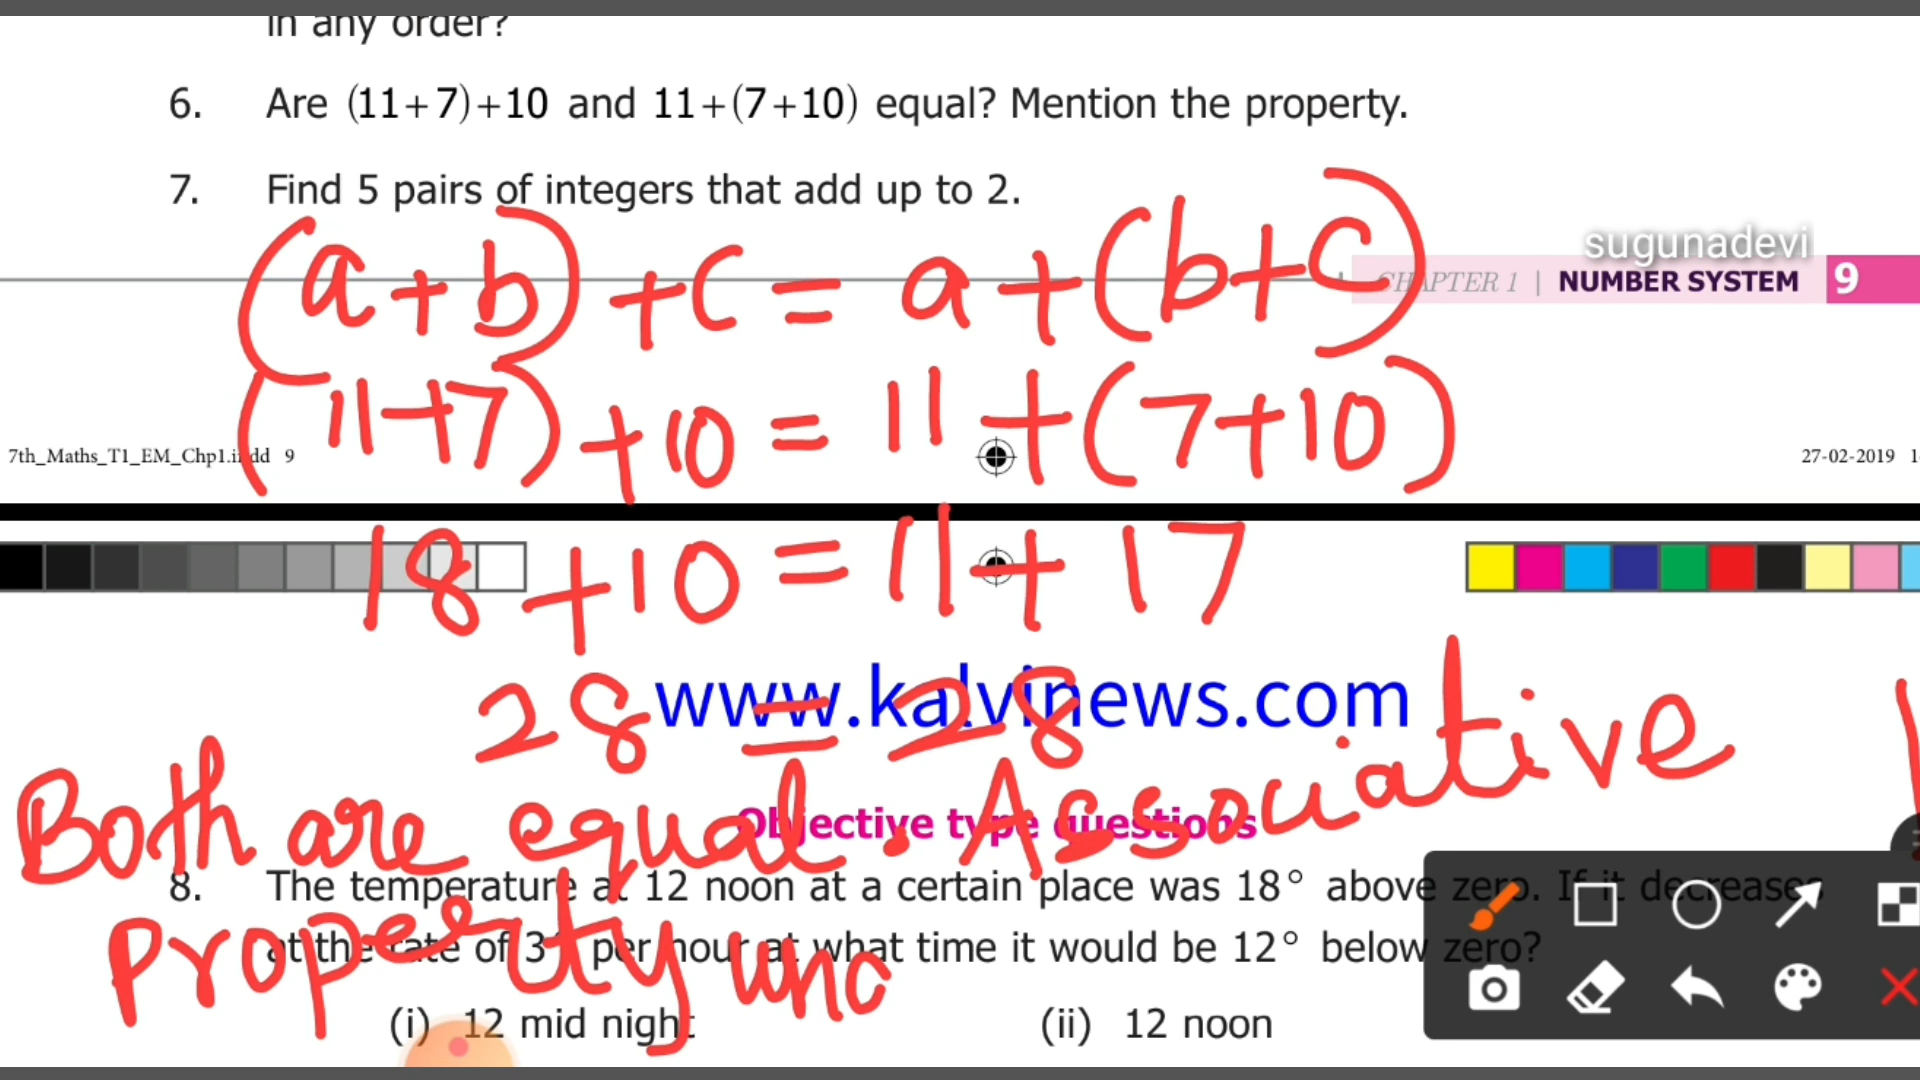 in any order?
6. Are (11+7)+10 and 11+(7+10) equal? Mention the property.
7. Find 5 pairs of integers that add up to 2.
(a+b)+c = a+(b+c)
sugunadevi
CHAPTER 1 | NUMBER SYSTEM 9
(11+7)+10 = 11+(7+10)
7th_Maths_T1_EM_Chp1.indd 9
27-02-2019
18+10 = 11+17
www.kalvinews.com
28 = 28
Both are equal. Associative
Objective type questions
8. The temperature at 12 noon at a certain place was 18° above zero. If it decreases
property
at the rate of 3° per hour at what time it would be 12° below zero?
(i) 12 mid night (ii) 12 noon